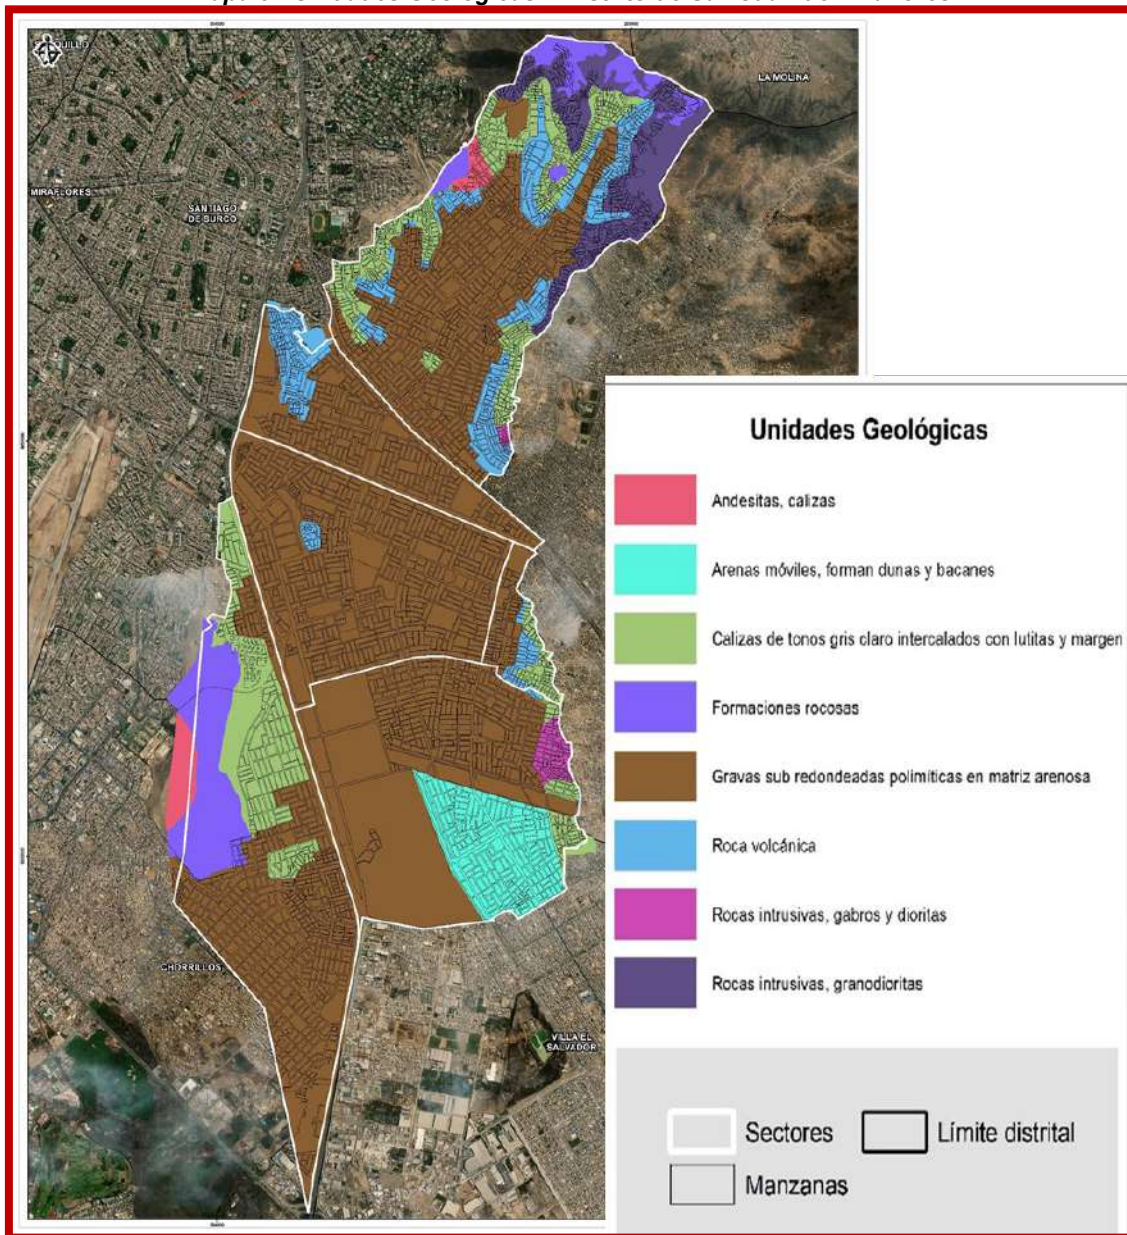 LA MOLINA
MIRAFLORES
SANTIAGO
DE SURCO
CHORRILLOS
VILLA EL
SALVADOR
Unidades Geológicas
Andesitas, calizas
Arenas móviles, forman dunas y bacanes
Calizas de tonos gris claro intercalados con lutitas y margen
Formaciones rocosas
Gravas sub redondeadas polimíticas en matriz arenosa
Roca volcánica
Rocas intrusivas, gabros y dioritas
Rocas intrusivas, granodioritas
Sectores
Límite distrital
Manzanas